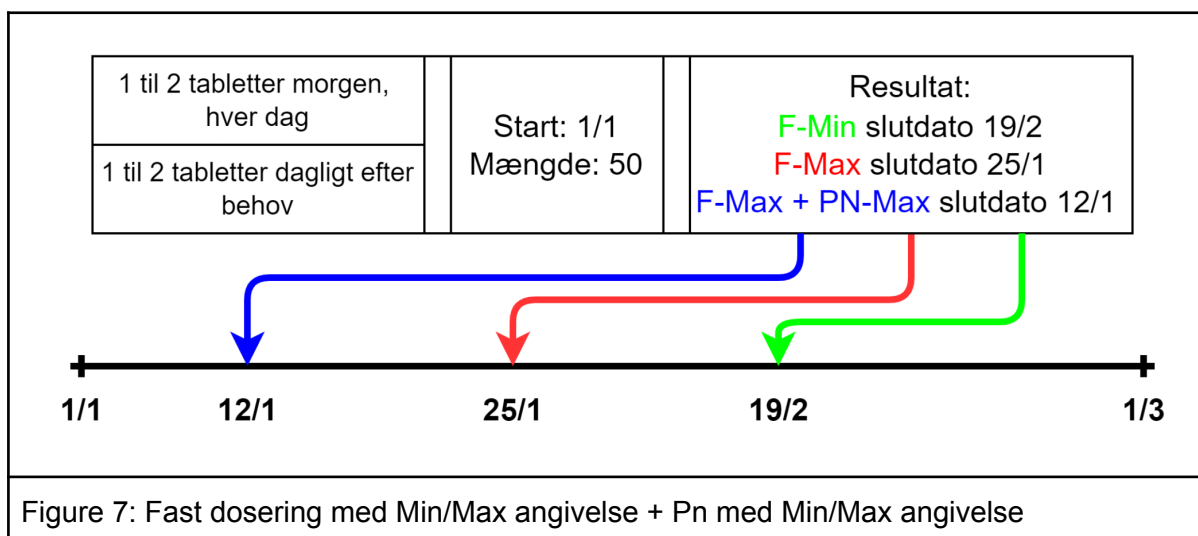 1 til 2 tabletter morgen,
hver dag
1 til 2 tabletter dagligt efter
behov
Start: 1/1
Mængde: 50
Resultat:
F-Min slutdato 19/2
F-Max slutdato 25/1
F-Max + PN-Max slutdato 12/1
1/1
12/1
25/1
19/2
1/3
Figure 7: Fast dosering med Min/Max angivelse + Pn med Min/Max angivelse